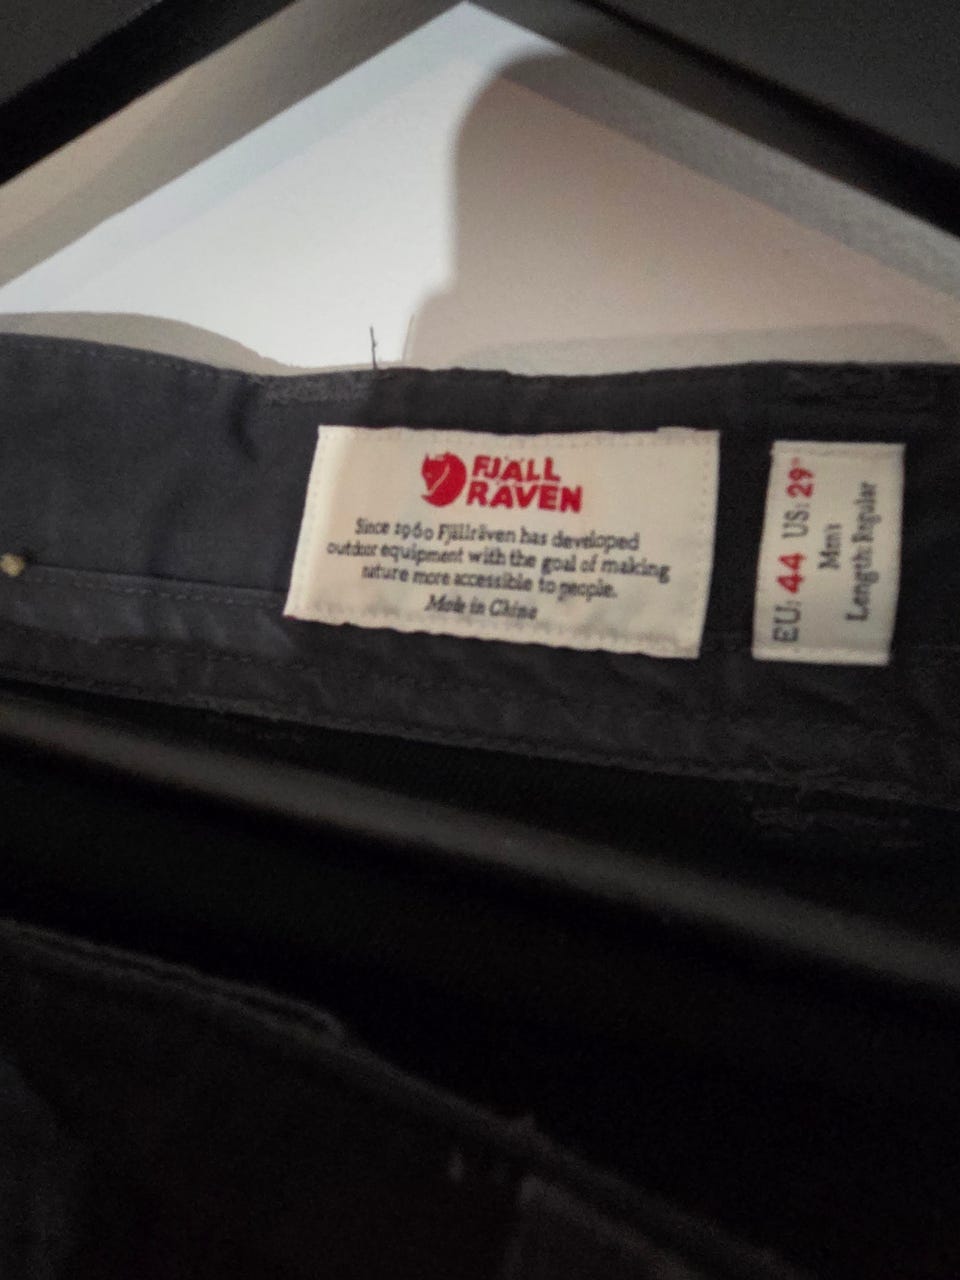 FJÄLL
RÄVEN
Since 1960 Fjällräven has developed
outdoor equipment with the goal of making
nature more accessible to people.
Made in China
EU: 44 US: 29"
Men's
Length: Regular